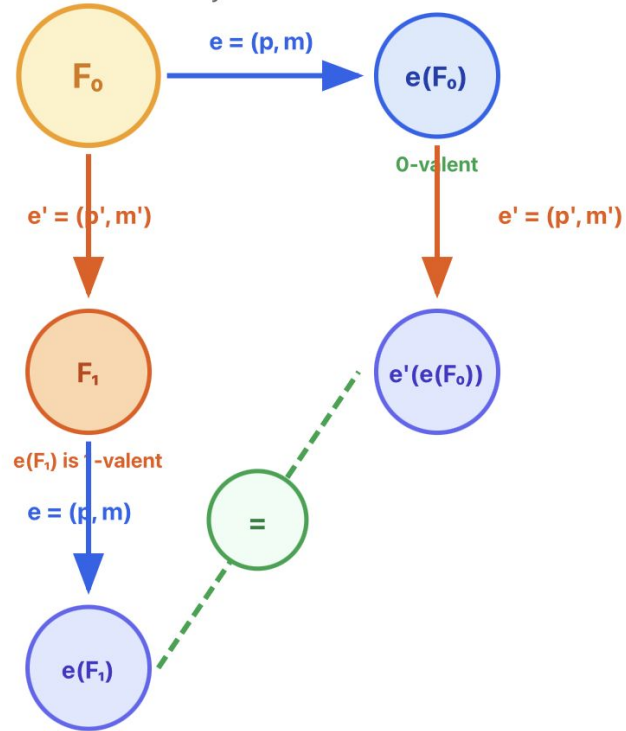 e = (p, m)
F₀
e(F₀)
0-valent
e' = (p', m')
e' = (p', m')
F₁
e'(e(F₀))
e(F₁) is 1-valent
e = (p, m)
=
e(F₁)